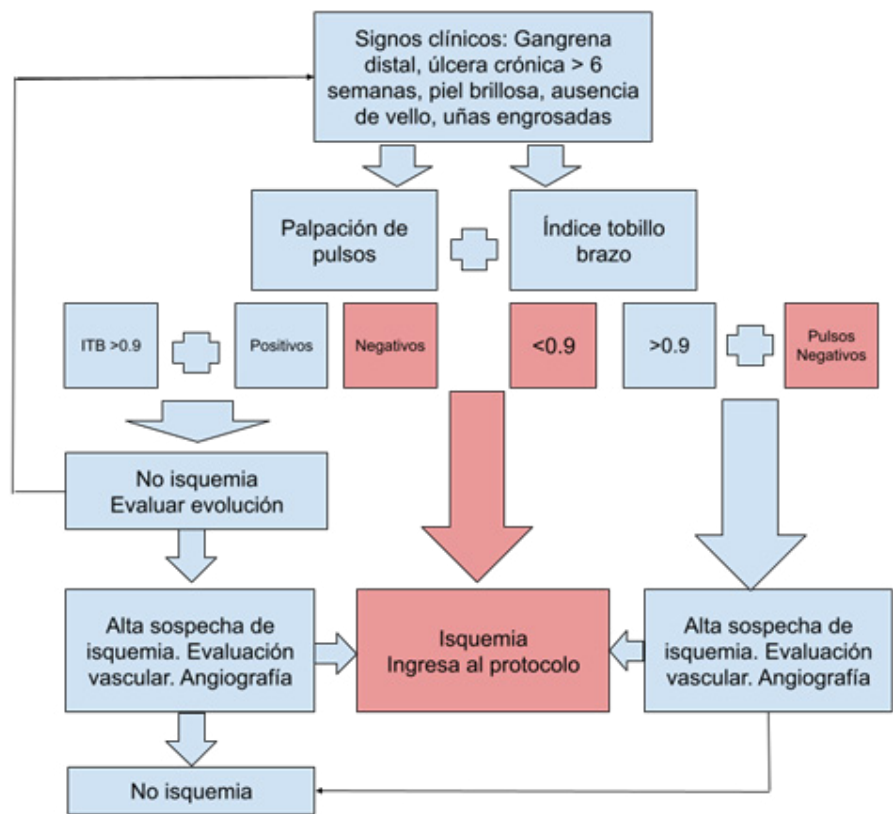 Signos clínicos: Gangrena
distal, úlcera crónica > 6
semanas, piel brillosa, ausencia
de vello, uñas engrosadas
Palpación de
pulsos
Índice tobillo
brazo
ITB >0.9
Positivos
Negativos
<0.9
>0.9
Pulsos
Negativos
No isquemia
Evaluar evolución
Alta sospecha de
isquemia. Evaluación
vascular. Angiografía
Isquemia
Ingresa al protocolo
Alta sospecha de
isquemia. Evaluación
vascular. Angiografía
No isquemia